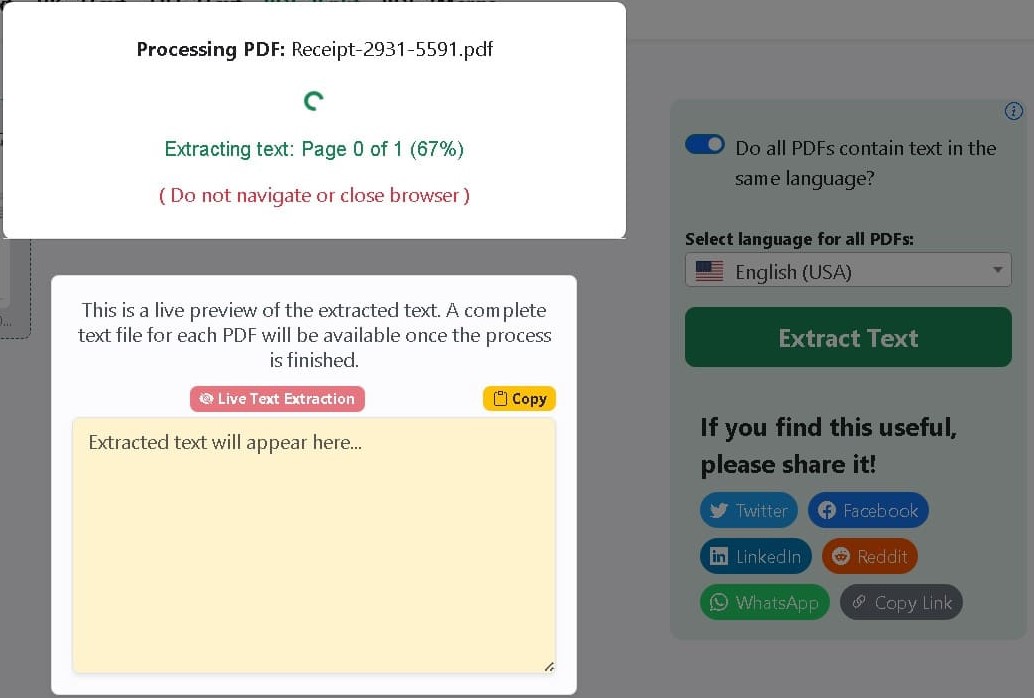 Processing PDF: Receipt-2931-5591.pdf
Extracting text: Page 0 of 1 (67%)
( Do not navigate or close browser )
This is a live preview of the extracted text. A complete
text file for each PDF will be available once the process
is finished.
Live Text Extraction
Copy
Extracted text will appear here...
Do all PDFs contain text in the
same language?
Select language for all PDFs:
English (USA)
Extract Text
If you find this useful,
please share it!
Twitter
Facebook
LinkedIn
Reddit
WhatsApp
Copy Link